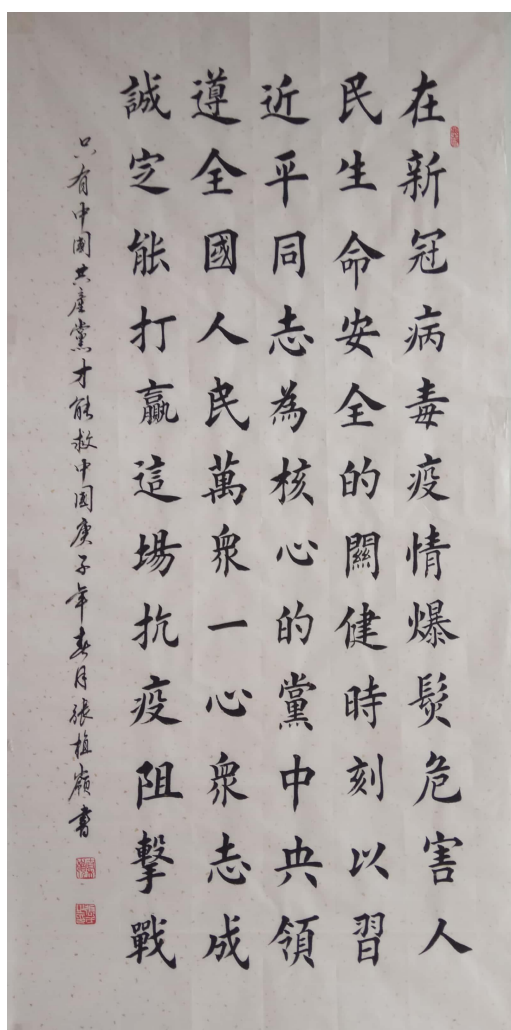 在新冠病毒疫情爆髮危害人
民生命安全的關健時刻以習
近平同志為核心的黨中央領
遵全國人民萬衆一心衆志成
誠定能打贏這場抗疫阻擊戰
只有中國共產黨才能救中国庚子年春月張植嶺書